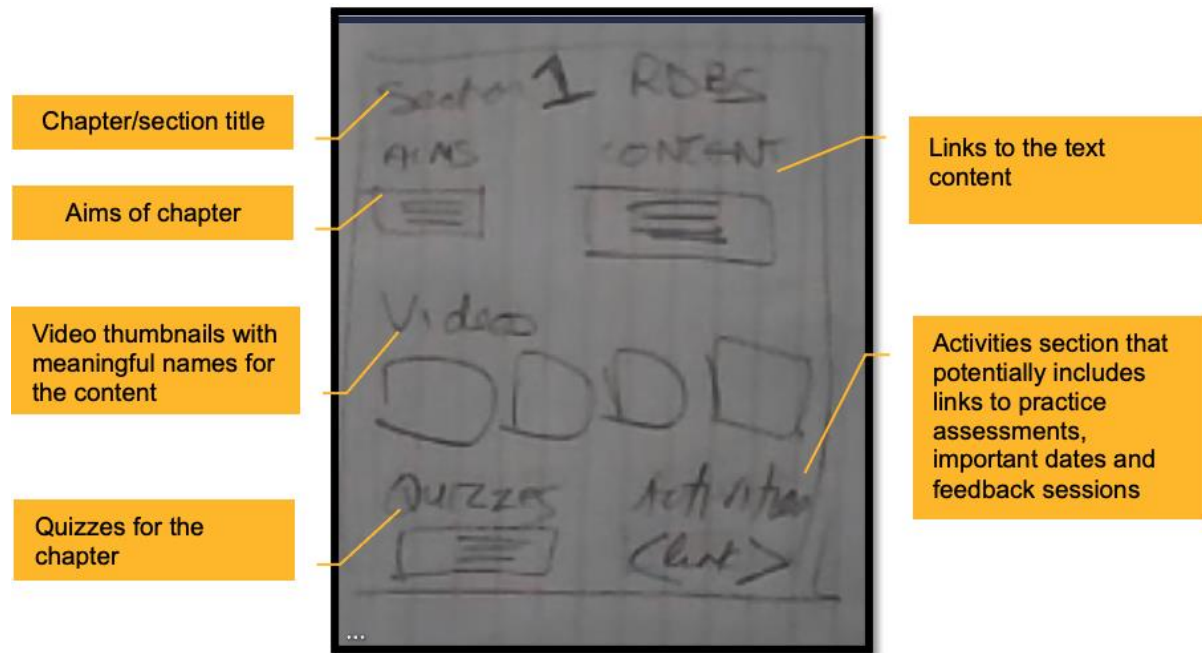 Chapter/section title
Aims of chapter
Video thumbnails with
meaningful names for
the content
Quizzes for the
chapter
Section 1 RDBS
AIMS CONTENT
Video
QUIZZES Activities
<link>
...
Links to the text
content
Activities section that
potentially includes
links to practice
assessments,
important dates and
feedback sessions